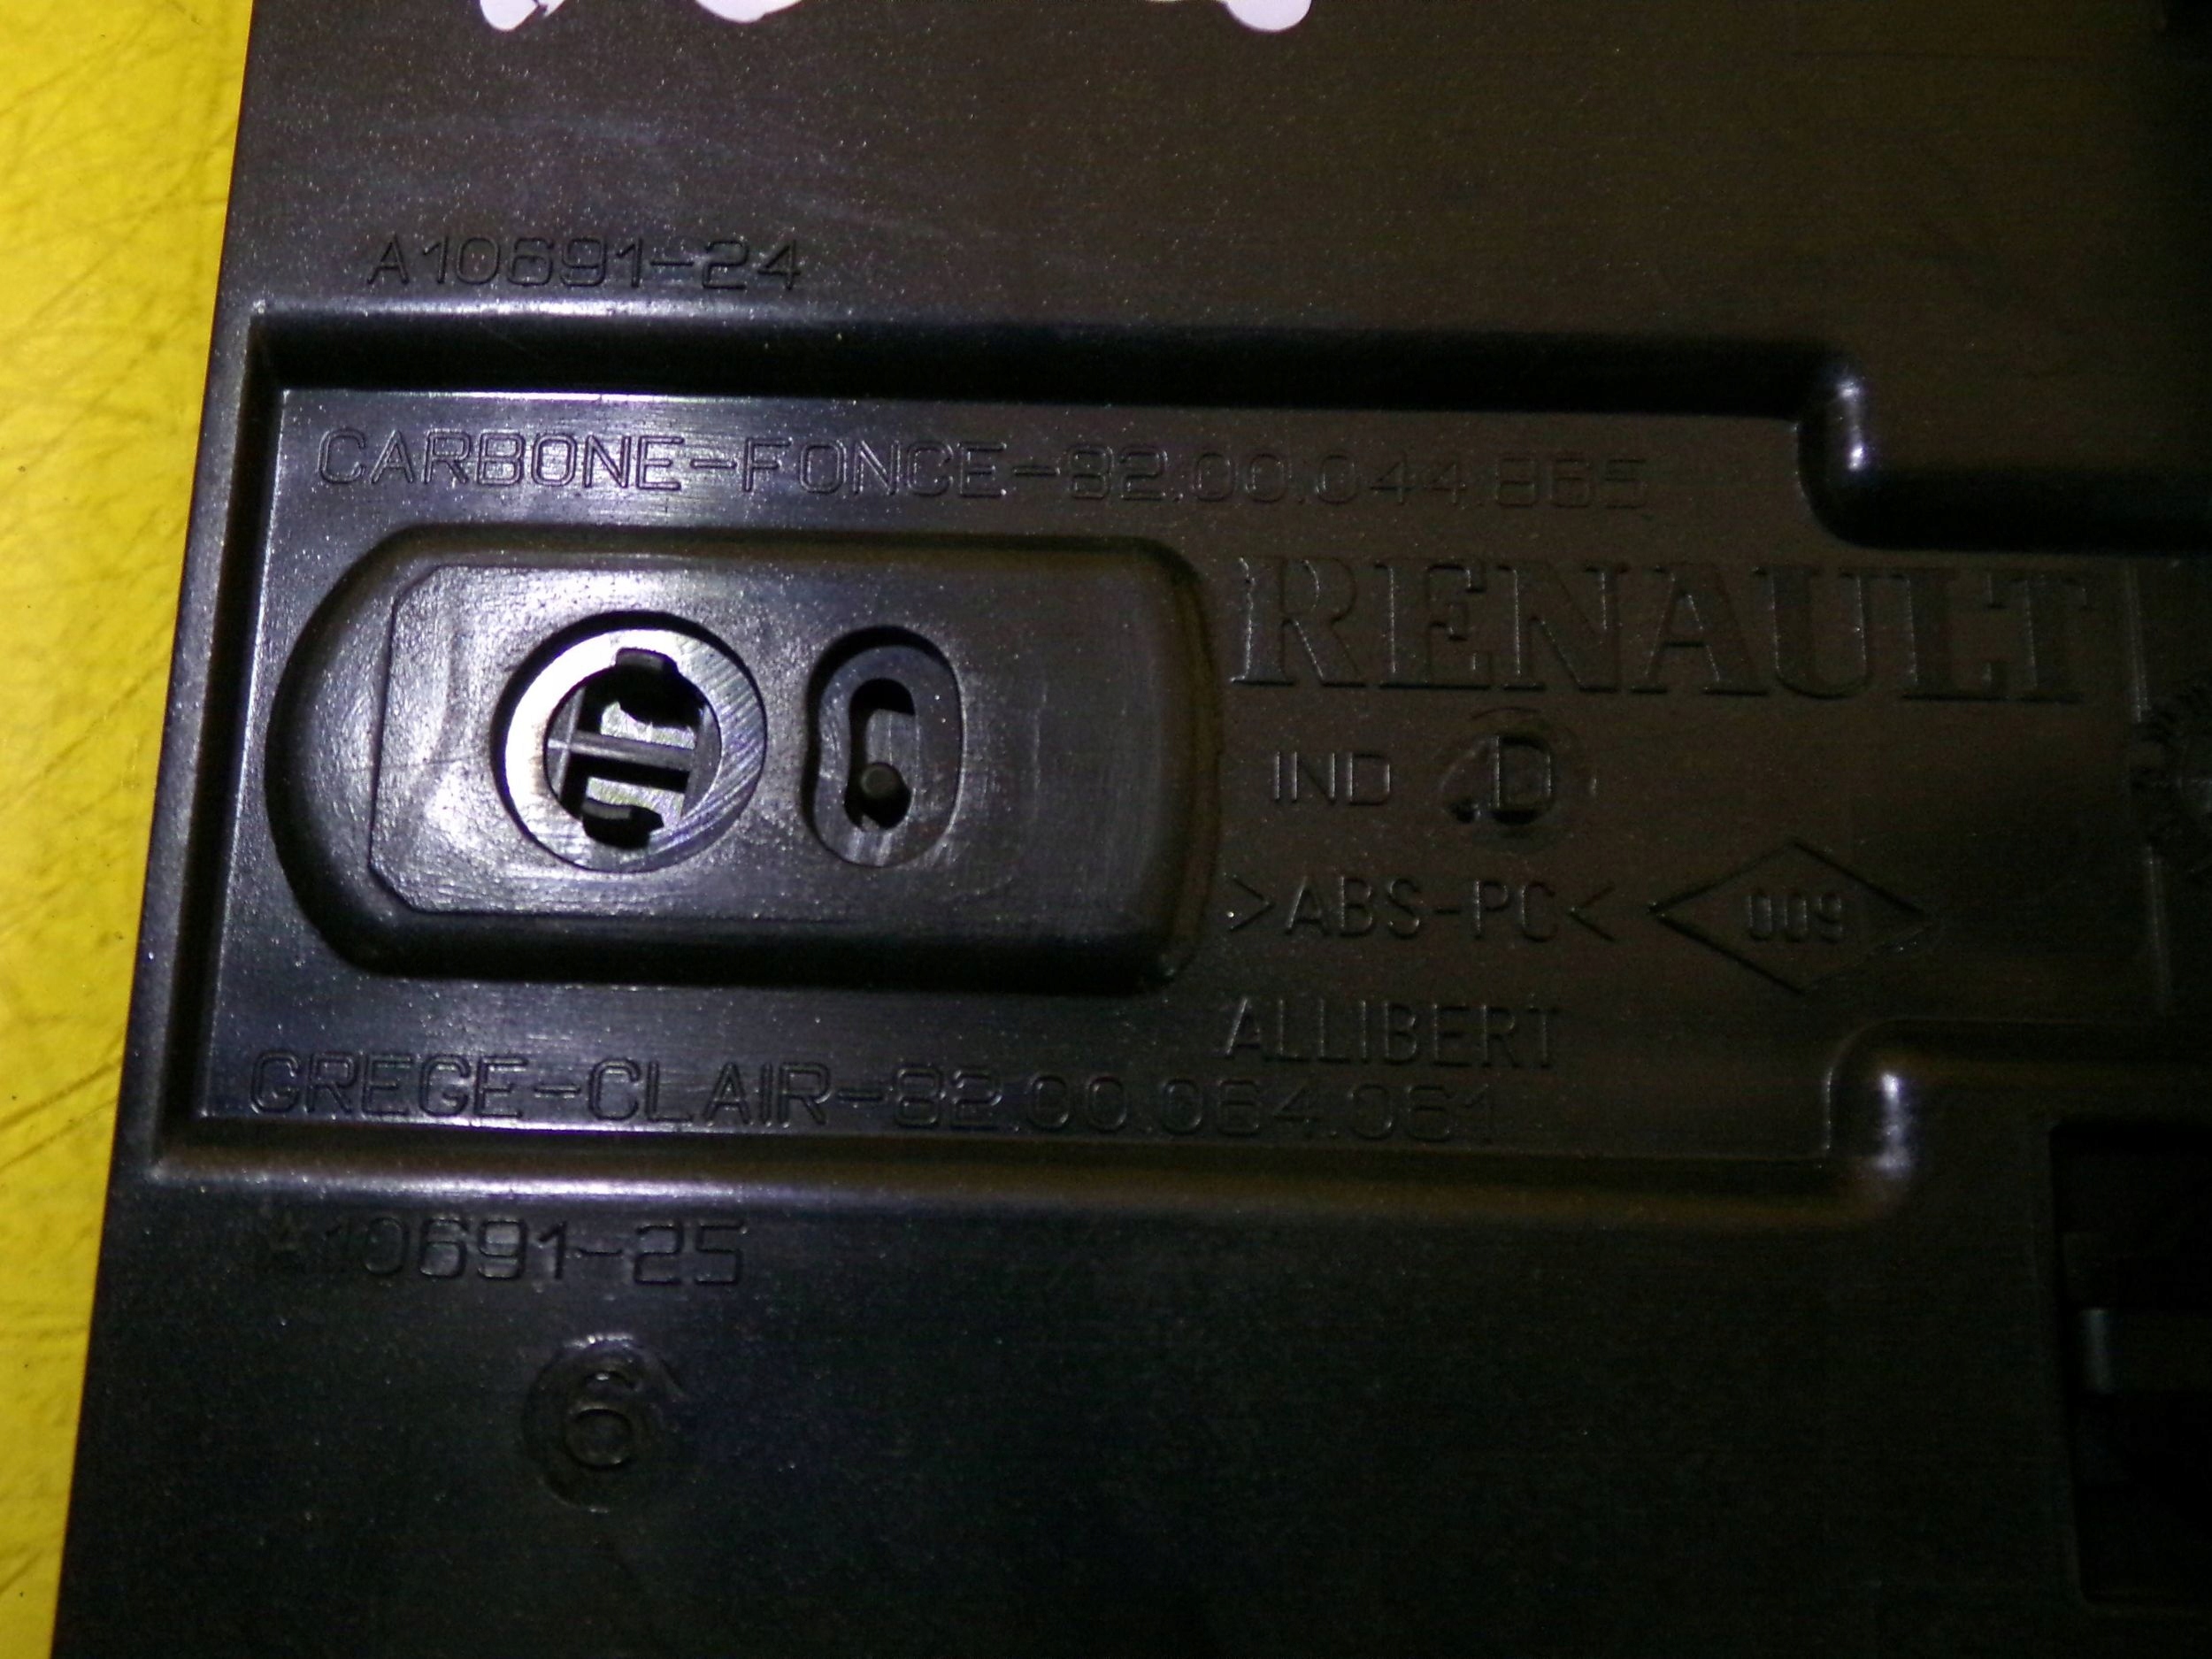 A10691-24
CARBONE-FONCE-82.00.044.865
RENAULT
IND .D
>ABS-PC< 009
ALLIBERT
GREGE-CLAIR-82.00.064.061
A10691-25
6